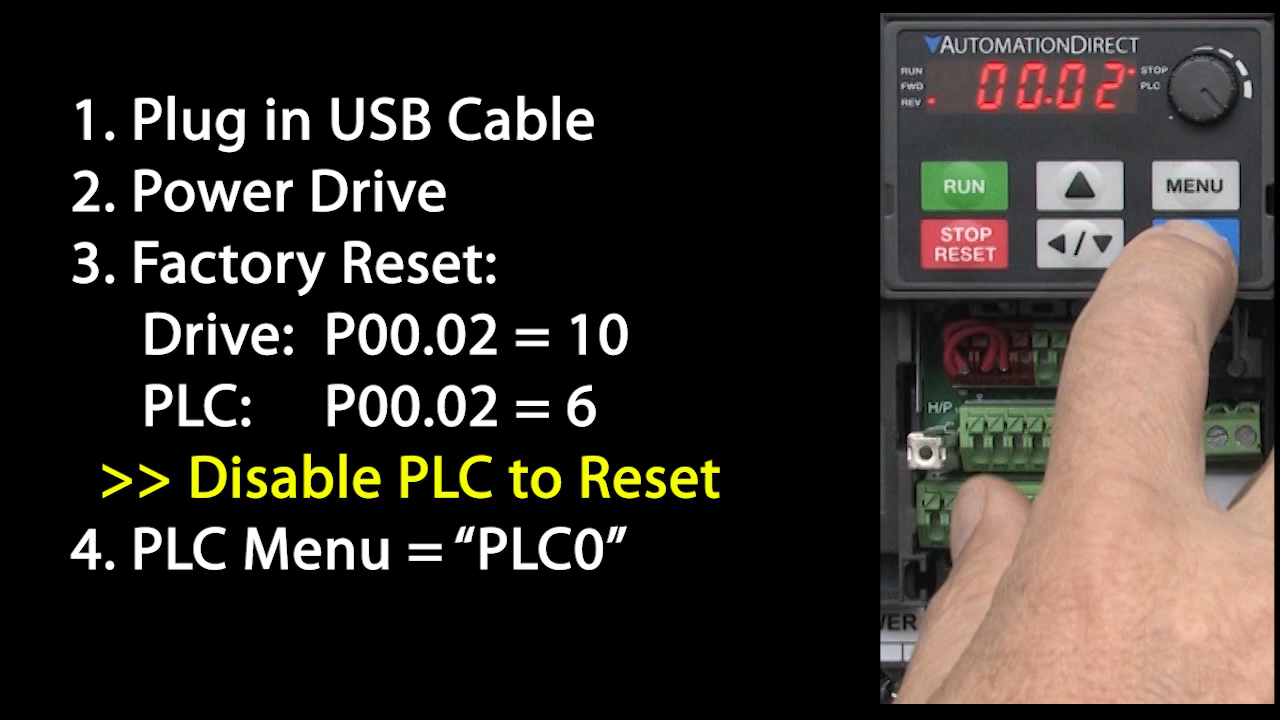 1. Plug in USB Cable
2. Power Drive
3. Factory Reset:
Drive: P00.02 = 10
PLC: P00.02 = 6
>> Disable PLC to Reset
4. PLC Menu = “PLC0”
AUTOMATIONDIRECT
RUN
FWD
REV
00.02
STOP
PLC
RUN
MENU
STOP
RESET
◄/▼
H/P